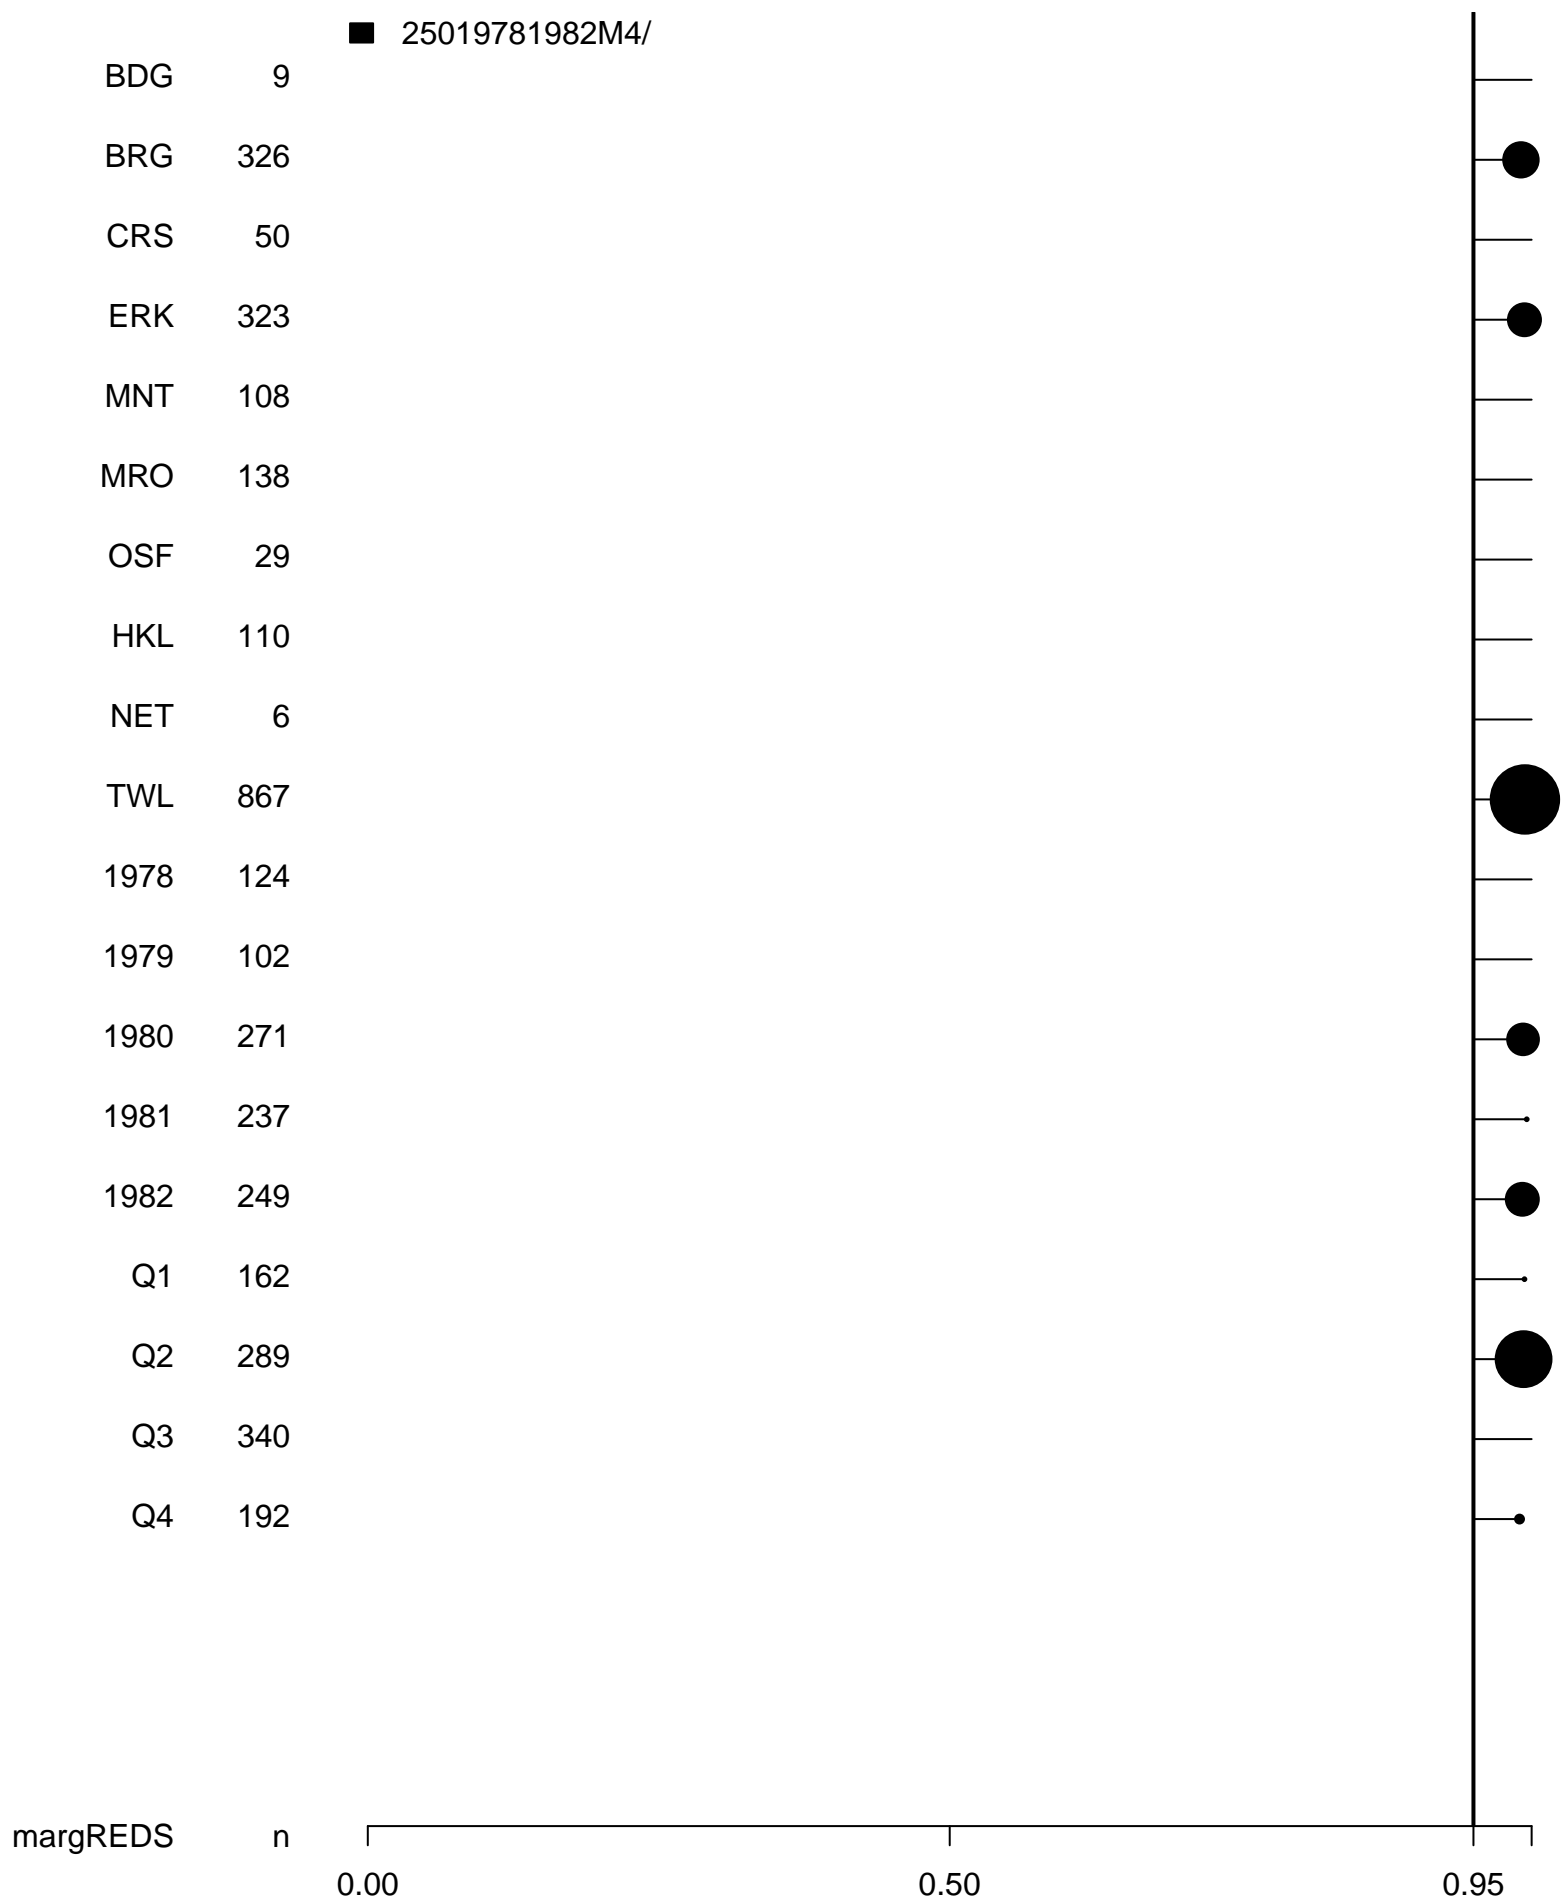 25019781982M4/
BDG 9
BRG 326
CRS 50
ERK 323
MNT 108
MRO 138
OSF 29
HKL 110
NET 6
TWL 867
1978 124
1979 102
1980 271
1981 237
1982 249
Q1 162
Q2 289
Q3 340
Q4 192
margREDS n
0.00 0.50 0.95